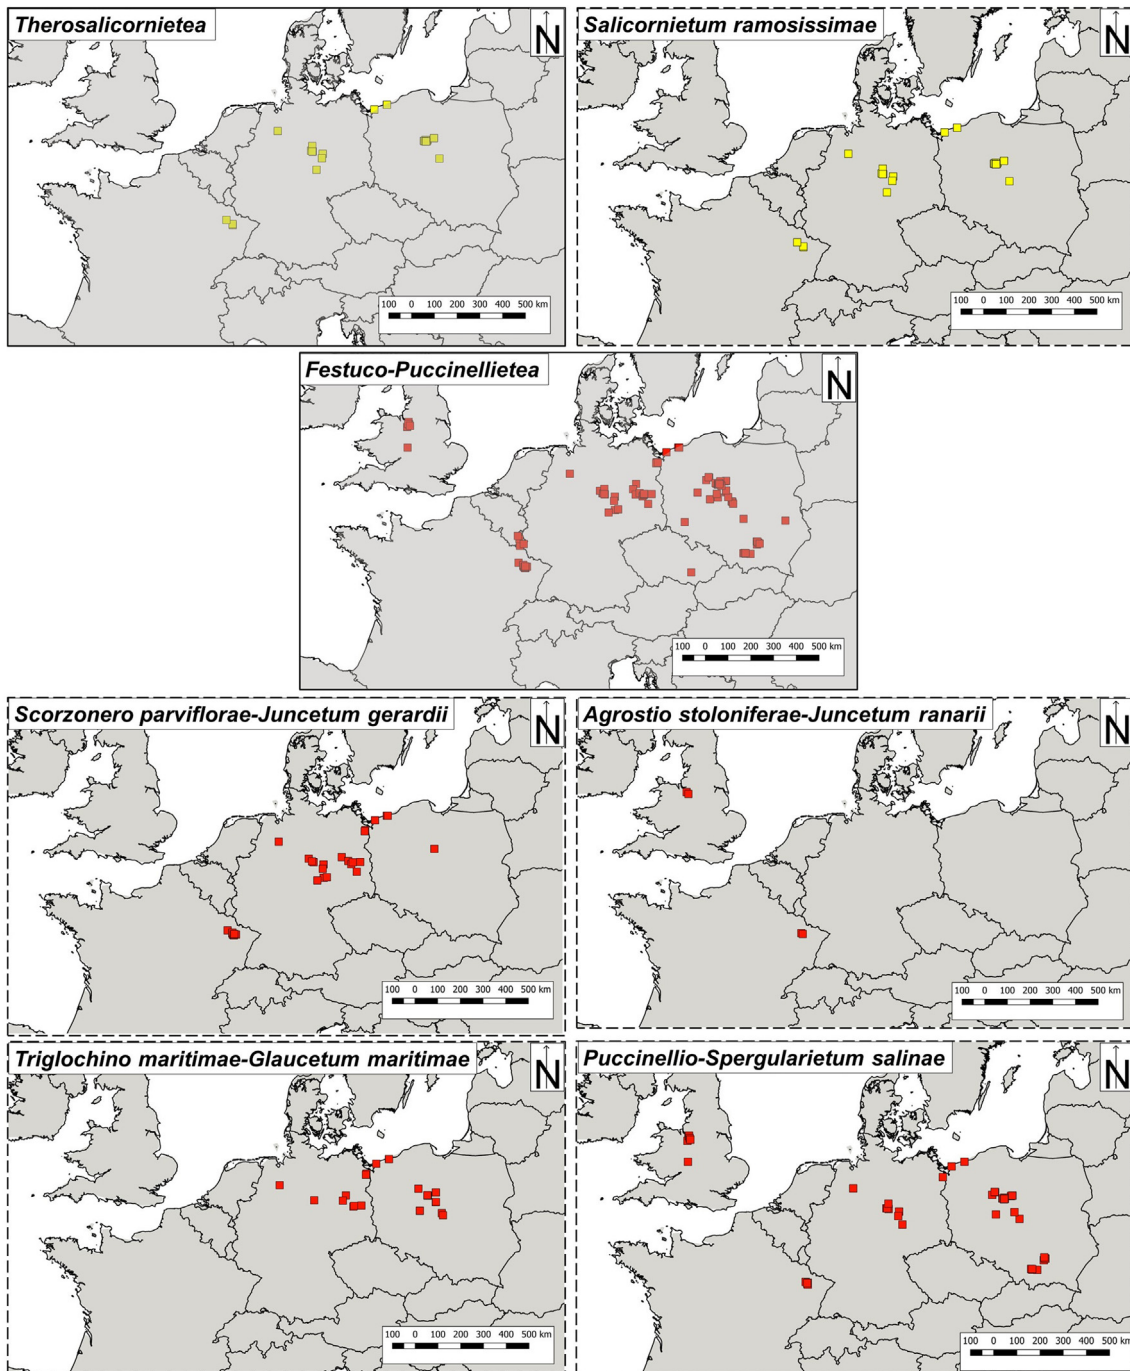 Therosalicornietea
N
100 0 100 200 300 400 500 km
Salicornietum ramosissimae
N
100 0 100 200 300 400 500 km
Festuco-Puccinellietea
N
100 0 100 200 300 400 500 km
Scorzonero parviflorae-Juncetum gerardii
N
100 0 100 200 300 400 500 km
Agrostio stoloniferae-Juncetum ranarii
N
100 0 100 200 300 400 500 km
Triglochino maritimae-Glaucetum maritimae
N
100 0 100 200 300 400 500 km
Puccinellio-Spergularietum salinae
N
100 0 100 200 300 400 500 km